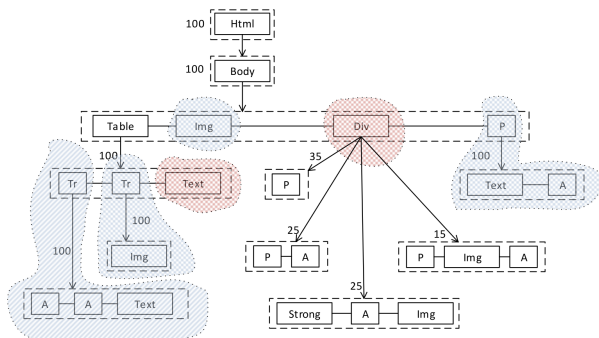 100 Html
100 Body
Table Img Div P
100 35 100
Tr Tr Text P Text A
100 25 15
100 Img P A P Img A
25
A A Text Strong A Img